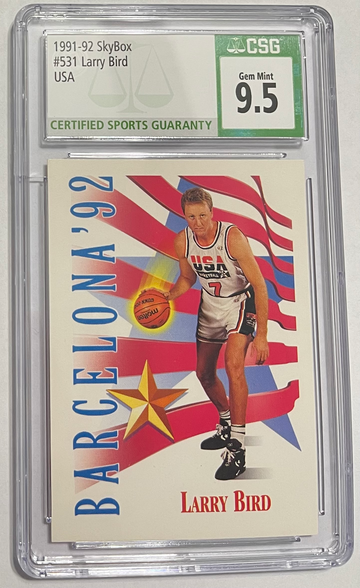 1991-92 SkyBox
#531 Larry Bird
USA
CSG
Gem Mint
9.5
CERTIFIED SPORTS GUARANTY
BARCELONA '92
USA
7
LARRY BIRD